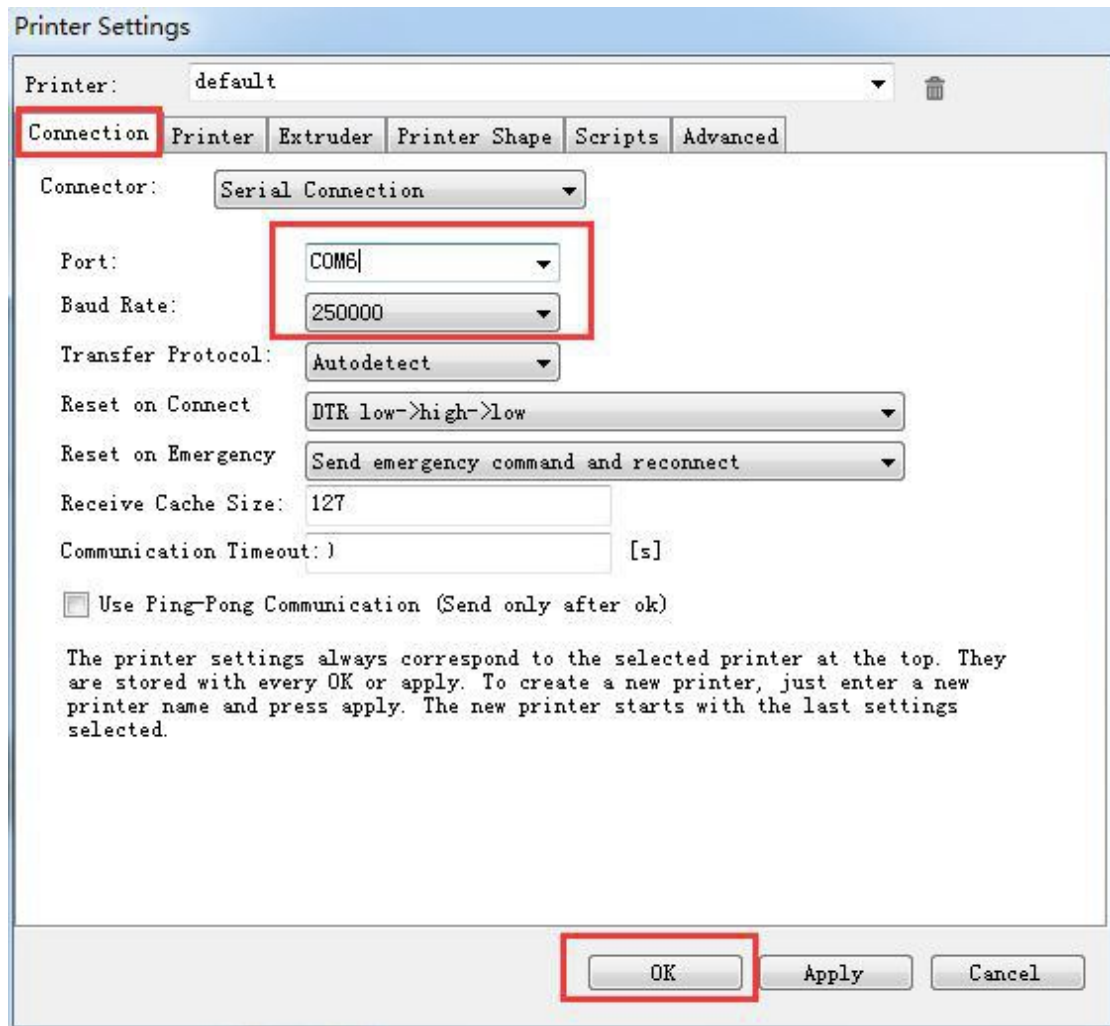 Printer Settings
Printer: default
Connection Printer Extruder Printer Shape Scripts Advanced
Connector: Serial Connection
Port: COM6
Baud Rate: 250000
Transfer Protocol: Autodetect
Reset on Connect DTR low->high->low
Reset on Emergency Send emergency command and reconnect
Receive Cache Size: 127
Communication Timeout: ) [s]
Use Ping-Pong Communication (Send only after ok)
The printer settings always correspond to the selected printer at the top. They
are stored with every OK or apply. To create a new printer, just enter a new
printer name and press apply. The new printer starts with the last settings
selected.
OK Apply Cancel